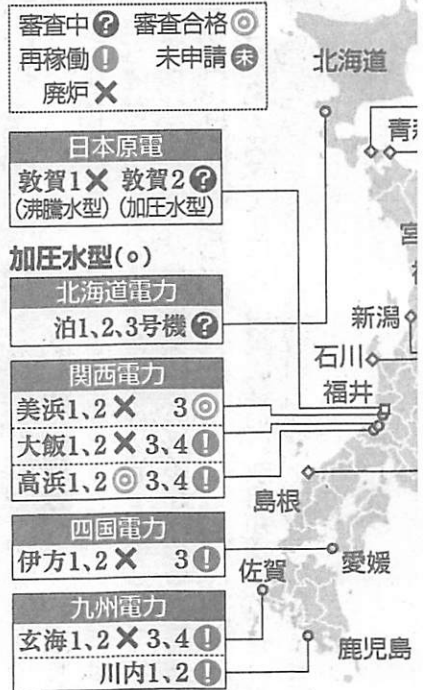 審査中? 審査合格◎
再稼働! 未申請未
廃炉×
北海道
日本原電
敦賀1× 敦賀2?
(沸騰水型)(加圧水型)
加圧水型(○)
北海道電力
泊1、2、3号機?
新潟
石川
関西電力
福井
美浜1、2× 3◎
大飯1、2× 3、4!
高浜1、2◎ 3、4!
島根
四国電力
伊方1、2× 3!
佐賀
愛媛
九州電力
玄海1、2× 3、4!
川内1、2!
鹿児島